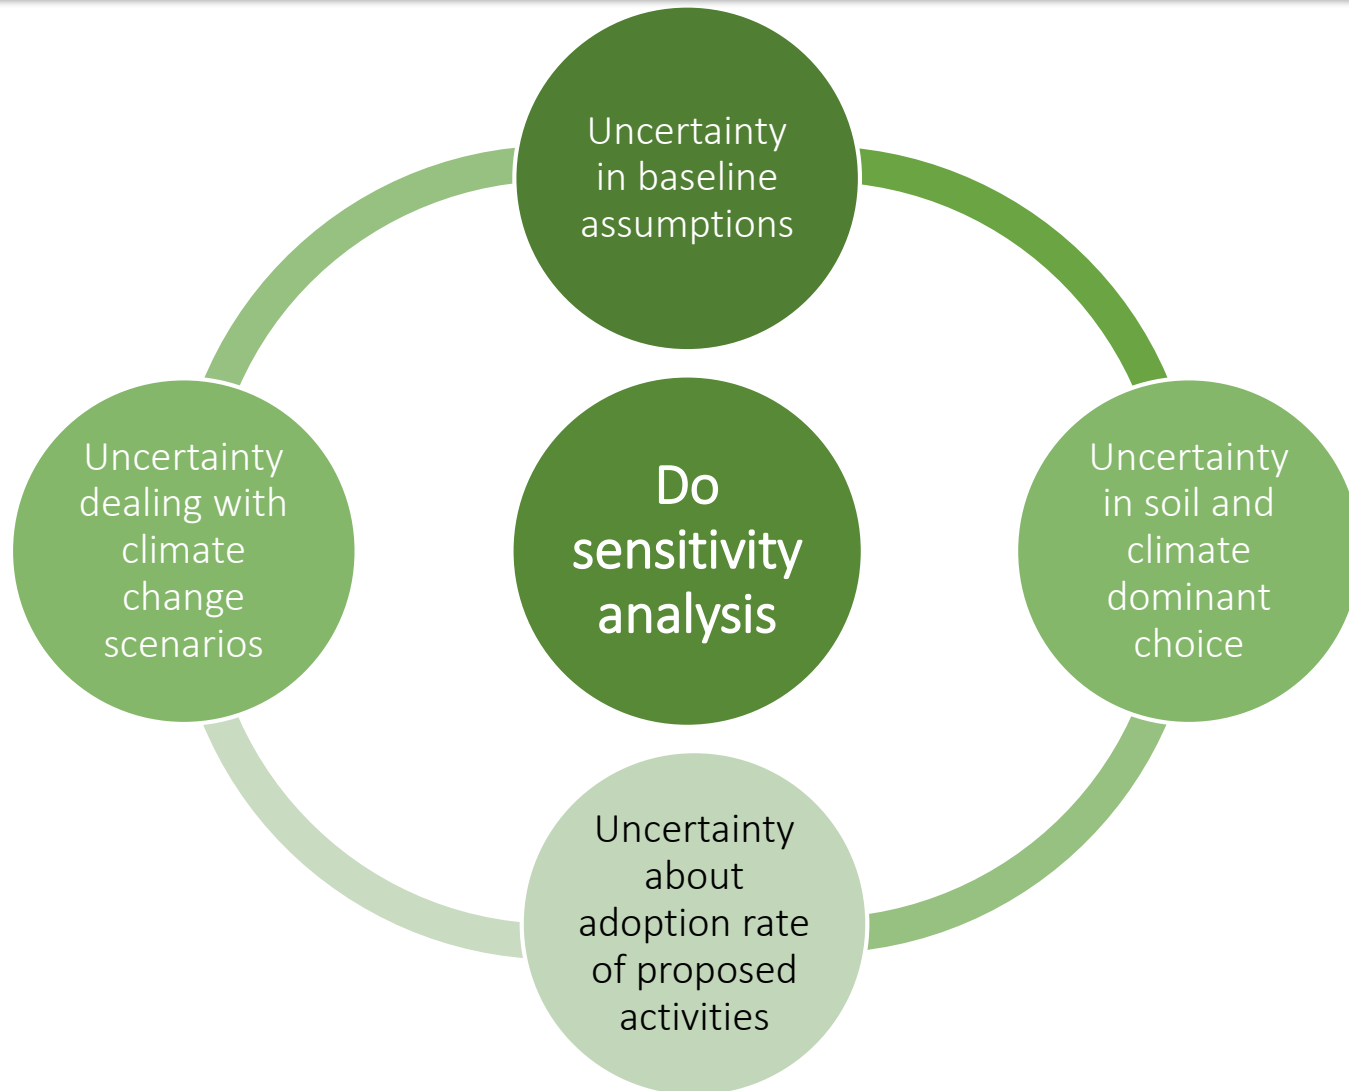 Uncertainty
in baseline
assumptions
Uncertainty
dealing with
climate
change
scenarios
Do
sensitivity
analysis
Uncertainty
in soil and
climate
dominant
choice
Uncertainty
about
adoption rate
of proposed
activities